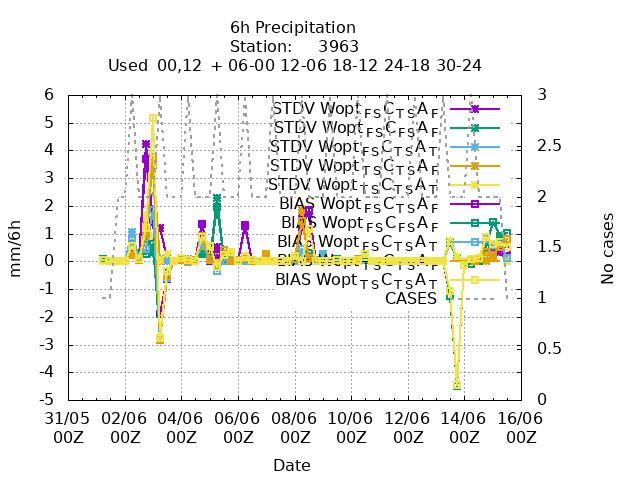 6h Precipitation
Station: 3963
Used 00,12 + 06-00 12-06 18-12 24-18 30-24
mm/6h
No cases
6
5
4
3
2
1
0
-1
-2
-3
-4
-5
3
2.5
2
1.5
1
0.5
0
STDV Wopt FS C TS A F
STDV Wopt FS C FS A F
STDV Wopt FS C TS A T
STDV Wopt TS C TS A F
STDV Wopt TS C TS A T
BIAS Wopt FS C TS A F
BIAS Wopt FS C FS A F
BIAS Wopt FS C TS A T
BIAS Wopt TS C TS A F
BIAS Wopt TS C TS A T
CASES
31/05 02/06 04/06 06/06 08/06 10/06 12/06 14/06 16/06
00Z 00Z 00Z 00Z 00Z 00Z 00Z 00Z 00Z
Date